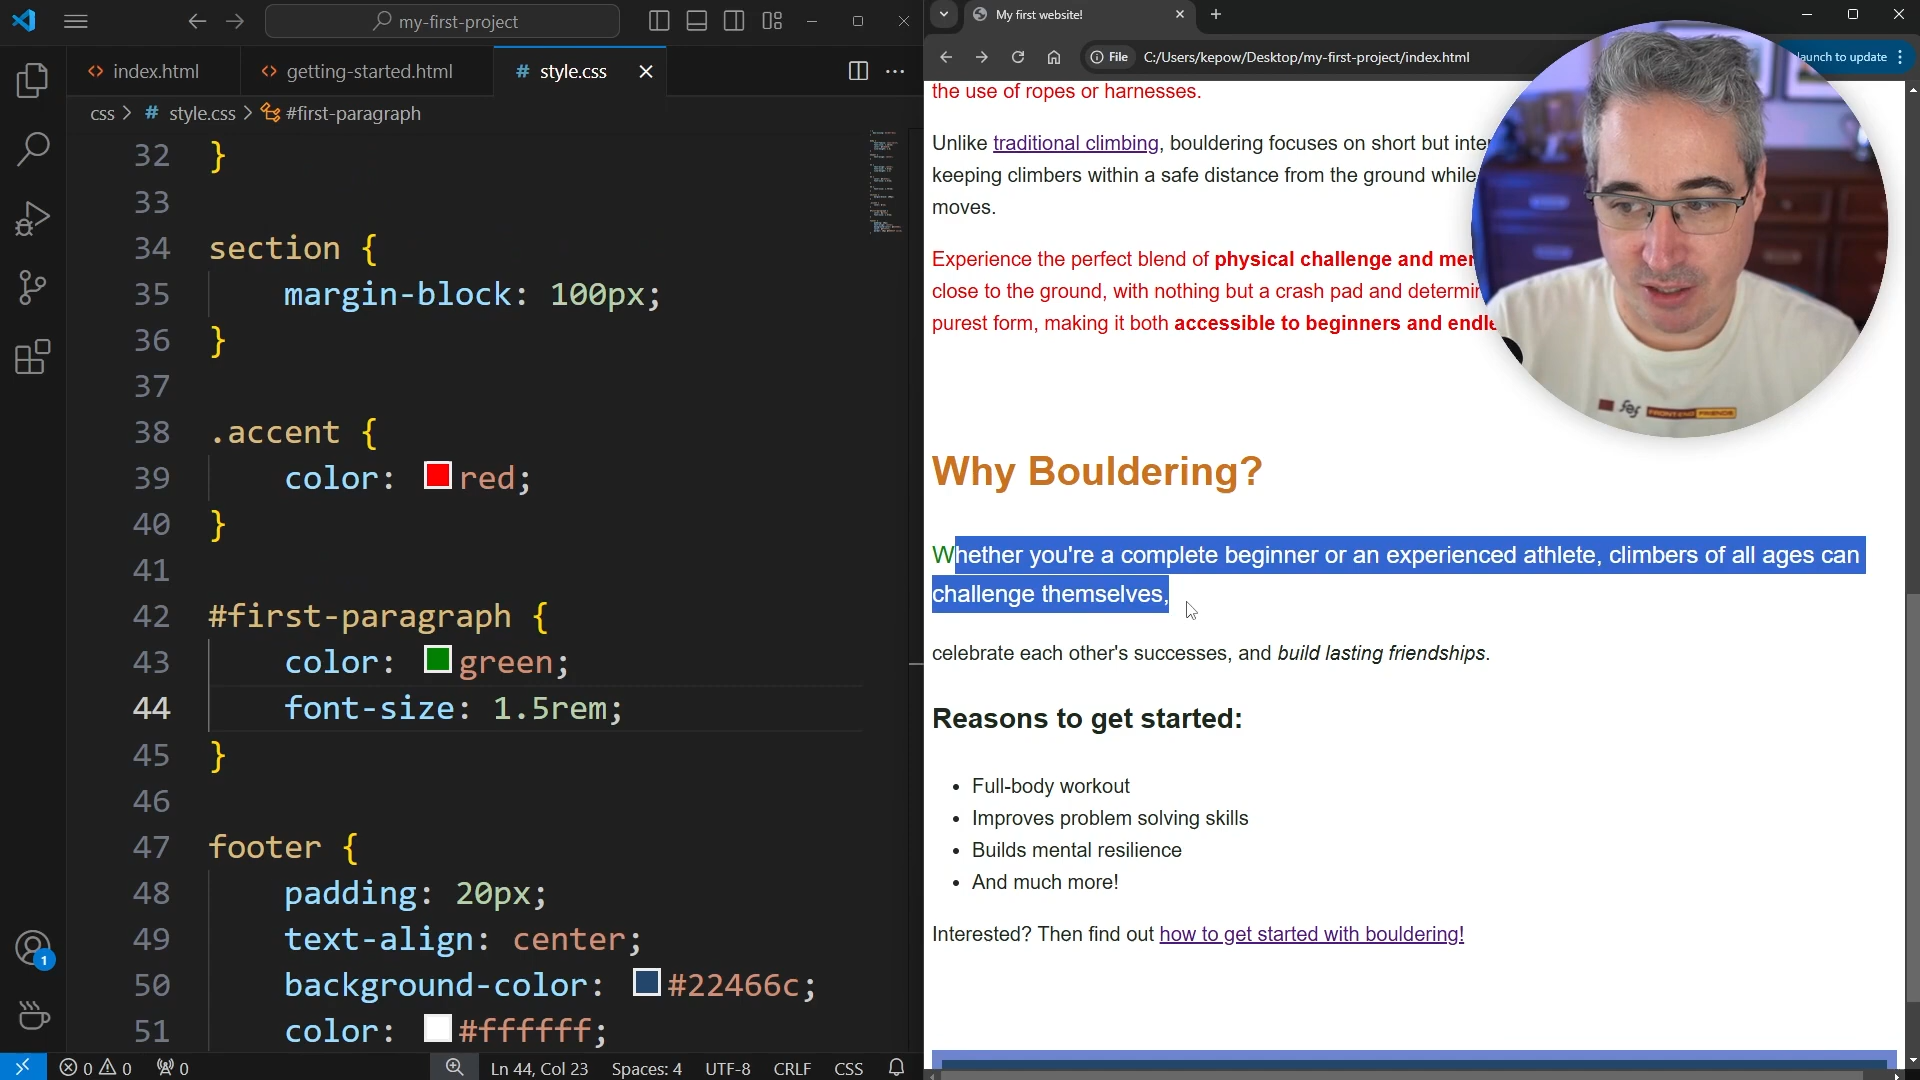 my-first-project
index.html
getting-started.html
# style.css
css > # style.css > #first-paragraph
32 }
33
34 section {
35 margin-block: 100px;
36 }
37
38 .accent {
39 color: red;
40 }
41
42 #first-paragraph {
43 color: green;
44 font-size: 1.5rem;
45 }
46
47 footer {
48 padding: 20px;
49 text-align: center;
50 background-color: #22466c;
51 color: #ffffff;
1
0 0 0
Ln 44, Col 23 Spaces: 4 UTF-8 CRLF CSS
My first website!
File C:/Users/kepow/Desktop/my-first-project/index.html
launch to update
the use of ropes or harnesses.
Unlike traditional climbing, bouldering focuses on short but
keeping climbers within a safe distance from the ground while
moves.
Experience the perfect blend of physical challenge and
close to the ground, with nothing but a crash pad and
purest form, making it both accessible to beginners and
fef FRONTEND FRIENDS
Why Bouldering?
Whether you're a complete beginner or an experienced athlete, climbers of all ages can
challenge themselves,
celebrate each other's successes, and build lasting friendships.
Reasons to get started:
• Full-body workout
• Improves problem solving skills
• Builds mental resilience
• And much more!
Interested? Then find out how to get started with bouldering!